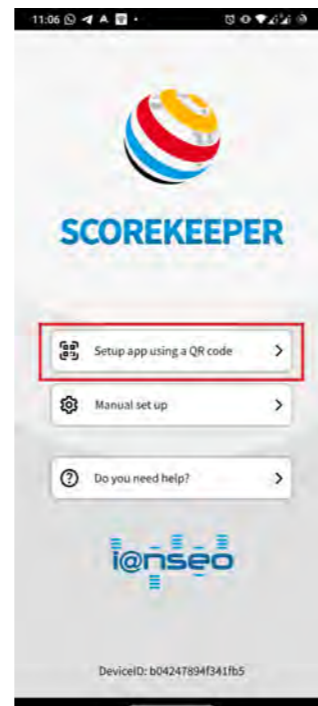 11:06
SCOREKEEPER
Setup app using a QR code
Manual set up
Do you need help?
i@nseo
DeviceID: b04247894f341fb5